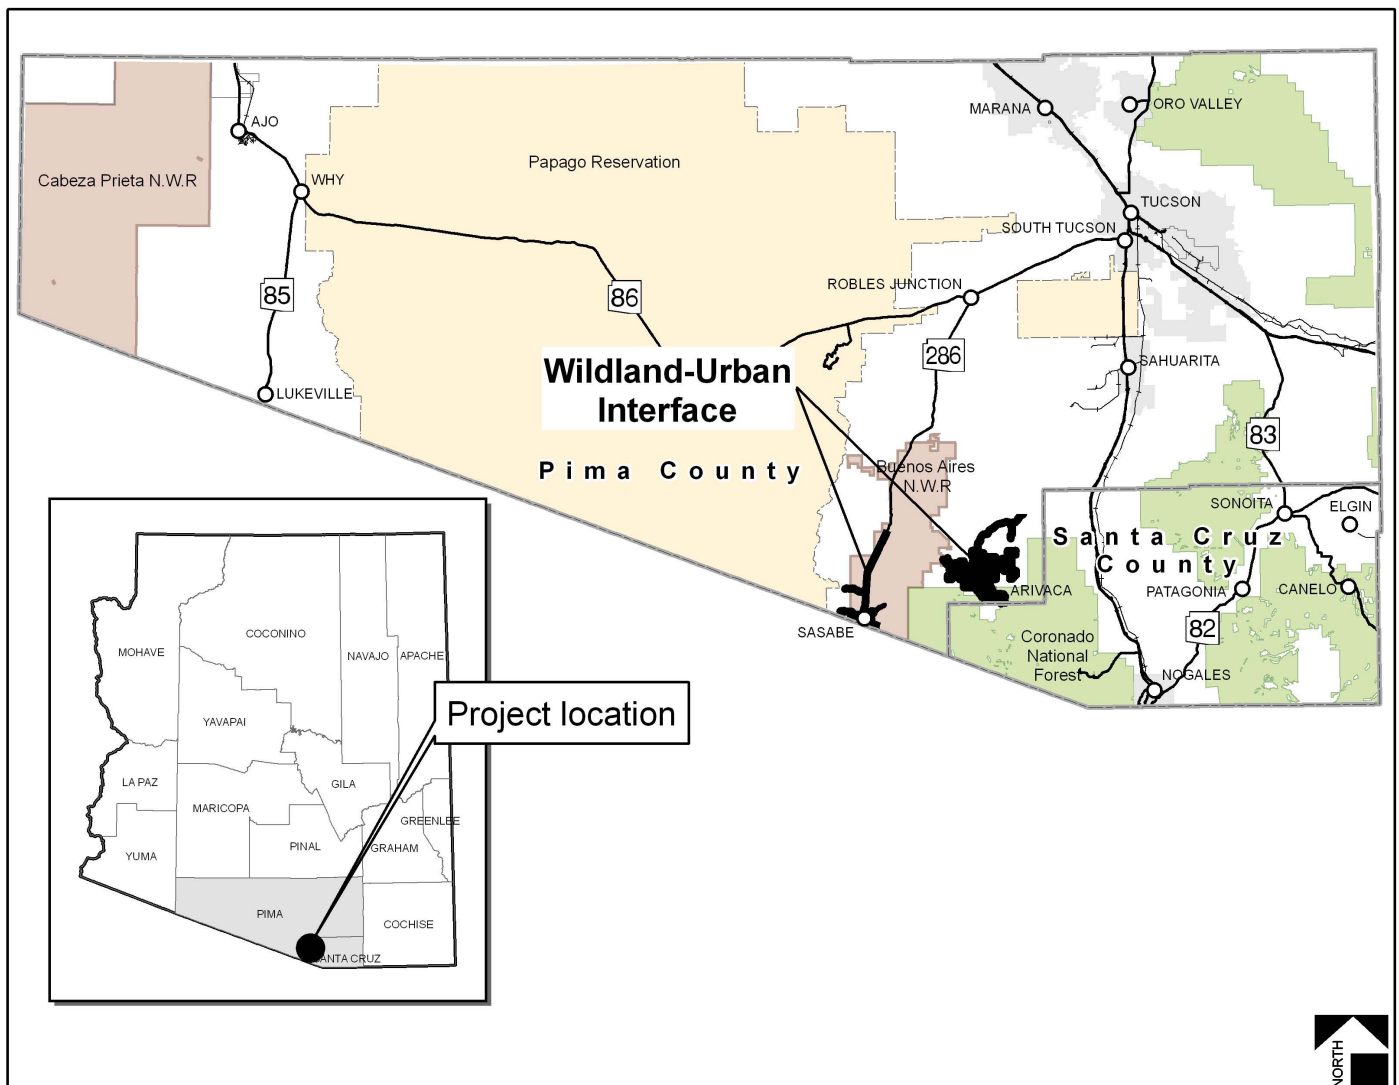 MARANA
ORO VALLEY
AJO
Papago Reservation
Cabeza Prieta N.W.R
WHY
TUCSON
SOUTH TUCSON
ROBLES JUNCTION
85
86
286
Wildland-Urban
Interface
SAHUARITA
LUKEVILLE
83
Pima County
Buenos Aires
N.W.R
SONOITA
ELGIN
Santa Cruz
County
ARIVACA
PATAGONIA
CANELO
SASABE
82
Coronado
National
Forest
NOGALES
COCONINO
MOHAVE
NAVAJO
APACHE
Project location
YAVAPAI
LA PAZ
GILA
MARICOPA
GREENLEE
PINAL
GRAHAM
YUMA
PIMA
COCHISE
ANTA CRUZ
NORTH